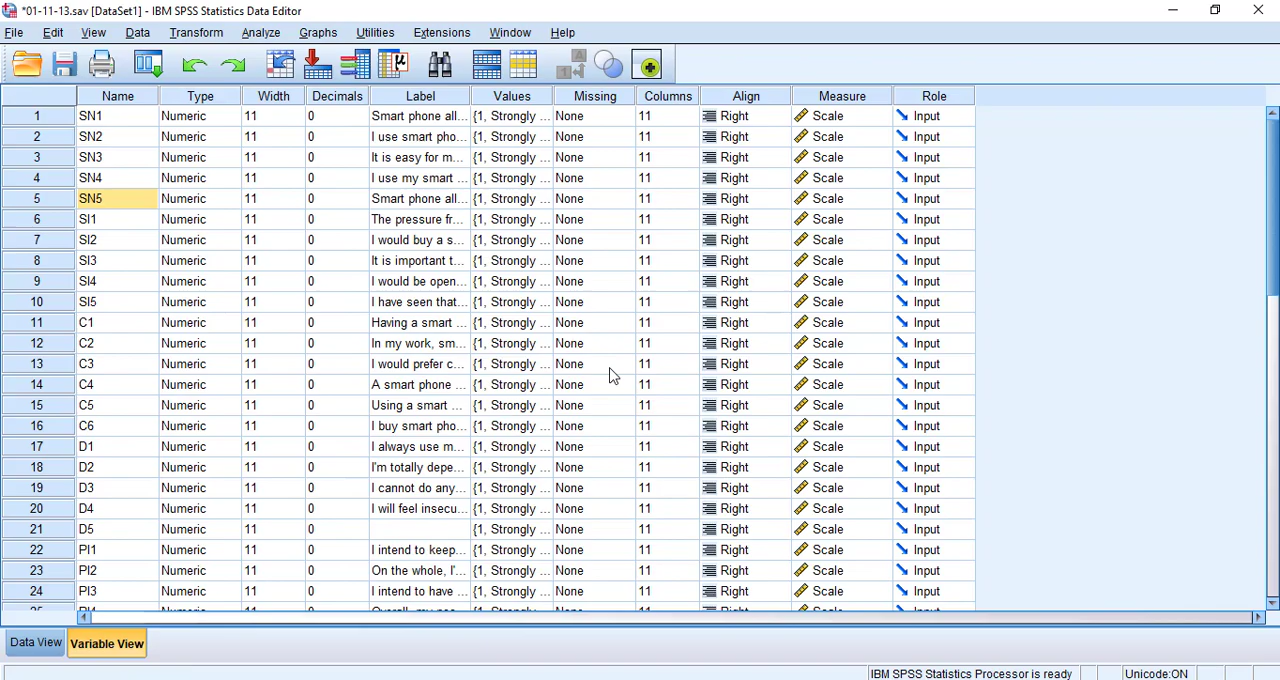 *01-11-13.sav [DataSet1] - IBM SPSS Statistics Data Editor
File Edit View Data Transform Analyze Graphs Utilities Extensions Window Help
Name Type Width Decimals Label Values Missing Columns Align Measure Role
1 SN1 Numeric 11 0 Smart phone all... {1, Strongly ... None 11 Right Scale Input
2 SN2 Numeric 11 0 I use smart pho... {1, Strongly ... None 11 Right Scale Input
3 SN3 Numeric 11 0 It is easy for m... {1, Strongly ... None 11 Right Scale Input
4 SN4 Numeric 11 0 I use my smart ... {1, Strongly ... None 11 Right Scale Input
5 SN5 Numeric 11 0 Smart phone all... {1, Strongly ... None 11 Right Scale Input
6 SI1 Numeric 11 0 The pressure fr... {1, Strongly ... None 11 Right Scale Input
7 SI2 Numeric 11 0 I would buy a s... {1, Strongly ... None 11 Right Scale Input
8 SI3 Numeric 11 0 It is important t... {1, Strongly ... None 11 Right Scale Input
9 SI4 Numeric 11 0 I would be open... {1, Strongly ... None 11 Right Scale Input
10 SI5 Numeric 11 0 I have seen that... {1, Strongly ... None 11 Right Scale Input
11 C1 Numeric 11 0 Having a smart ... {1, Strongly ... None 11 Right Scale Input
12 C2 Numeric 11 0 In my work, sm... {1, Strongly ... None 11 Right Scale Input
13 C3 Numeric 11 0 I would prefer c... {1, Strongly ... None 11 Right Scale Input
14 C4 Numeric 11 0 A smart phone ... {1, Strongly ... None 11 Right Scale Input
15 C5 Numeric 11 0 Using a smart ... {1, Strongly ... None 11 Right Scale Input
16 C6 Numeric 11 0 I buy smart pho... {1, Strongly ... None 11 Right Scale Input
17 D1 Numeric 11 0 I always use m... {1, Strongly ... None 11 Right Scale Input
18 D2 Numeric 11 0 I'm totally depe... {1, Strongly ... None 11 Right Scale Input
19 D3 Numeric 11 0 I cannot do any... {1, Strongly ... None 11 Right Scale Input
20 D4 Numeric 11 0 I will feel insecu... {1, Strongly ... None 11 Right Scale Input
21 D5 Numeric 11 0 {1, Strongly ... None 11 Right Scale Input
22 PI1 Numeric 11 0 I intend to keep... {1, Strongly ... None 11 Right Scale Input
23 PI2 Numeric 11 0 On the whole, I'... {1, Strongly ... None 11 Right Scale Input
24 PI3 Numeric 11 0 I intend to have ... {1, Strongly ... None 11 Right Scale Input
Data View Variable View
IBM SPSS Statistics Processor is ready Unicode:ON